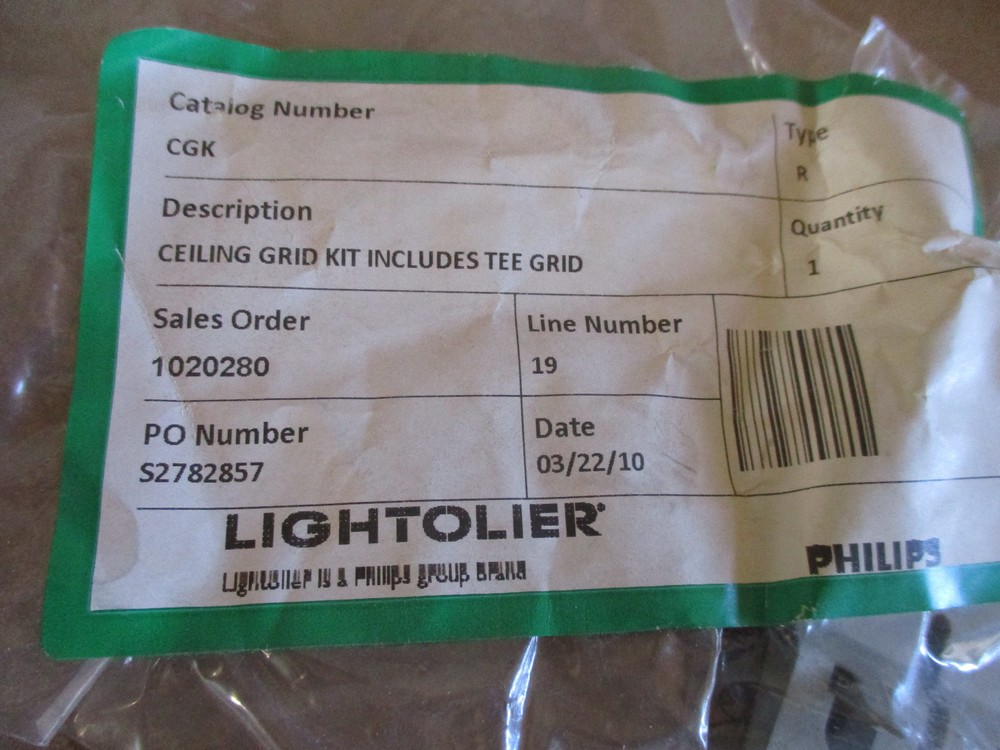 Catalog Number
CGK
Type
R
Description
CEILING GRID KIT INCLUDES TEE GRID
Quantity
1
Sales Order
1020280
Line Number
19
PO Number
S2782857
Date
03/22/10
LIGHTOLIER®
Lightolier is a Philips group brand
PHILIPS